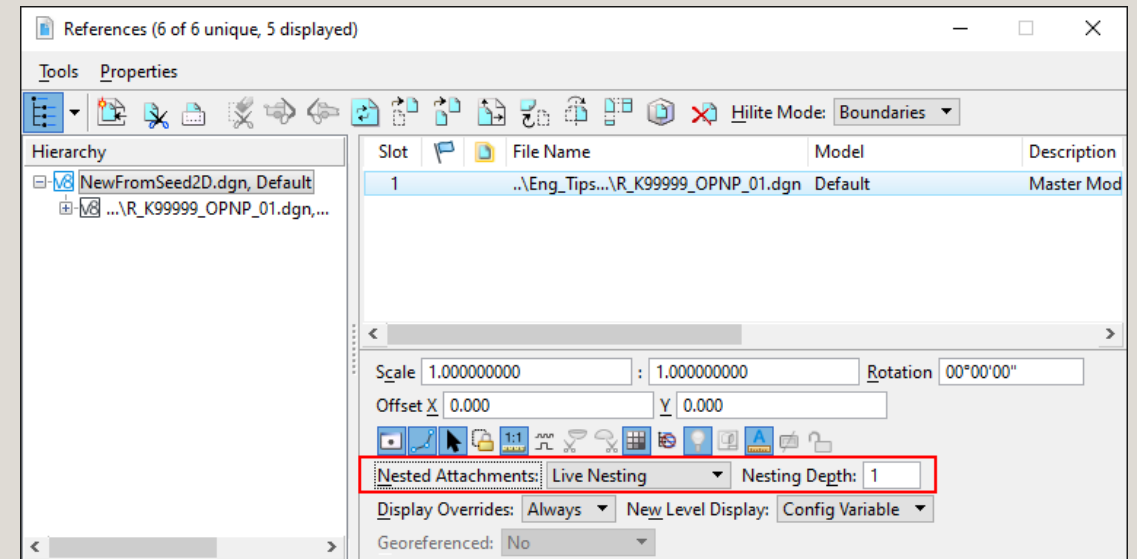 References (6 of 6 unique, 5 displayed)
Tools Properties
Hilite Mode: Boundaries
Hierarchy
Slot File Name Model Description
NewFromSeed2D.dgn, Default
1 ..\Eng_Tips...\R_K99999_OPNP_01.dgn Default Master Mod
...\R_K99999_OPNP_01.dgn,...
Scale 1.000000000 : 1.000000000 Rotation 00°00'00"
Offset X 0.000 Y 0.000
1:1 A
Nested Attachments: Live Nesting Nesting Depth: 1
Display Overrides: Always New Level Display: Config Variable
Georeferenced: No